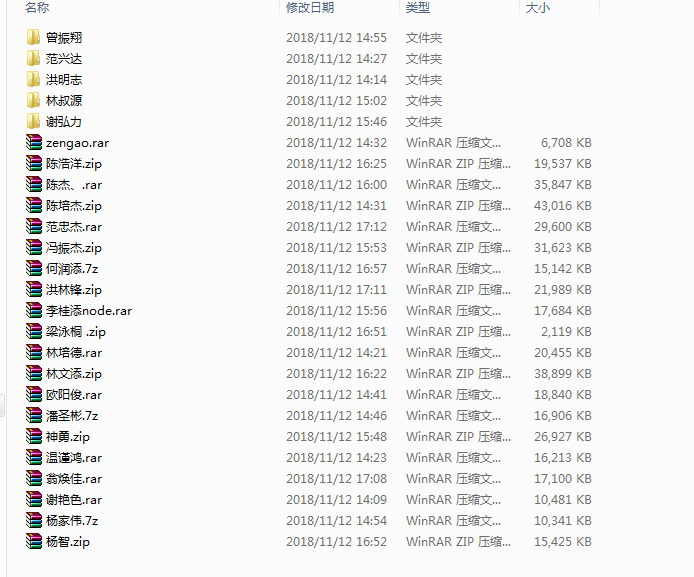 名称 修改日期 类型 大小
曾振翔 2018/11/12 14:55 文件夹
范兴达 2018/11/12 14:27 文件夹
洪明志 2018/11/12 14:14 文件夹
林叔源 2018/11/12 15:02 文件夹
谢弘力 2018/11/12 15:46 文件夹
zengao.rar 2018/11/12 14:32 WinRAR 压缩文... 6,708 KB
陈浩洋.zip 2018/11/12 16:25 WinRAR ZIP 压缩... 19,537 KB
陈杰、.rar 2018/11/12 16:00 WinRAR 压缩文... 35,847 KB
陈培杰.zip 2018/11/12 14:31 WinRAR ZIP 压缩... 43,016 KB
范忠杰.rar 2018/11/12 17:12 WinRAR 压缩文... 29,600 KB
冯振杰.zip 2018/11/12 15:53 WinRAR ZIP 压缩... 31,623 KB
何润添.7z 2018/11/12 16:57 WinRAR 压缩文... 15,142 KB
洪林锋.zip 2018/11/12 17:11 WinRAR ZIP 压缩... 21,989 KB
李桂添node.rar 2018/11/12 15:56 WinRAR 压缩文... 17,684 KB
梁泳桐 .zip 2018/11/12 16:51 WinRAR ZIP 压缩... 2,119 KB
林培德.rar 2018/11/12 14:21 WinRAR 压缩文... 20,455 KB
林文添.zip 2018/11/12 16:22 WinRAR ZIP 压缩... 38,899 KB
欧阳俊.rar 2018/11/12 14:41 WinRAR 压缩文... 18,840 KB
潘圣彬.7z 2018/11/12 14:46 WinRAR 压缩文... 16,906 KB
神勇.zip 2018/11/12 15:48 WinRAR ZIP 压缩... 26,927 KB
温谨鸿.rar 2018/11/12 14:23 WinRAR 压缩文... 16,213 KB
翁焕佳.rar 2018/11/12 17:08 WinRAR 压缩文... 17,100 KB
谢艳色.rar 2018/11/12 14:09 WinRAR 压缩文... 10,481 KB
杨家伟.7z 2018/11/12 14:54 WinRAR 压缩文... 10,341 KB
杨智.zip 2018/11/12 16:52 WinRAR ZIP 压缩... 15,425 KB